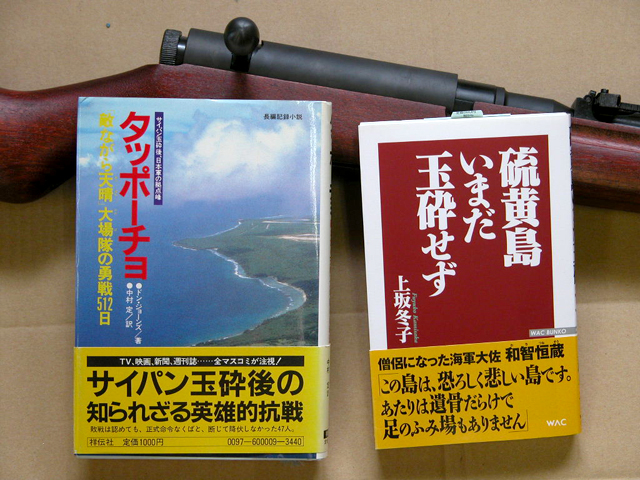 長編記録小説
サイパン玉砕後、日本軍の拠点峰
タッポーチョ
敵ながら天晴 大場隊の勇戦512日
●ドン・ジョーンズ/著
●中村 定/訳
TV、映画、新聞、週刊誌……全マスコミが注視!
サイパン玉砕後の
知られざる英雄的抗戦
敗戦は認めても、正式命令なくばと、断じて降伏しなかった47人。
祥伝社 定価1000円 0097-600009-3440
硫黄島
いまだ
玉砕せず
上坂冬子
Fuyuko Kamisaka
WAC BUNKO
僧侶になった海軍大佐 和智恒蔵
「この島は、恐ろしく悲しい島です。
あたりは遺骨だらけで
足のふみ場もありません」
WAC